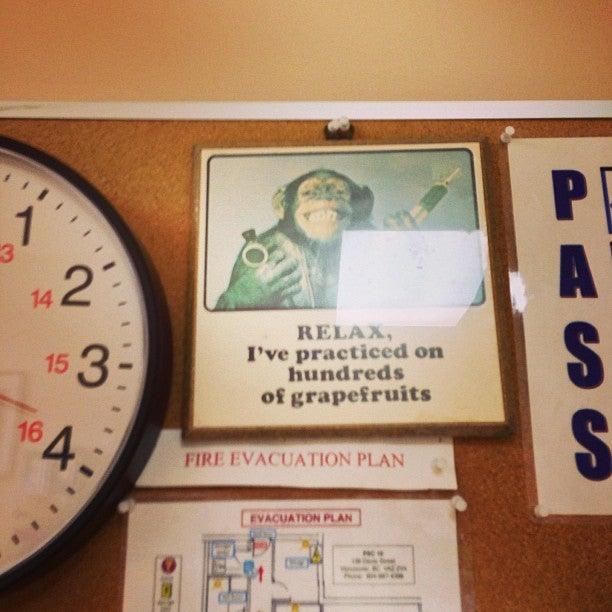 1
13
2
14
3
15
4
16
RELAX,
I've practiced on
hundreds
of grapefruits
PASS
FIRE EVACUATION PLAN
EVACUATION PLAN